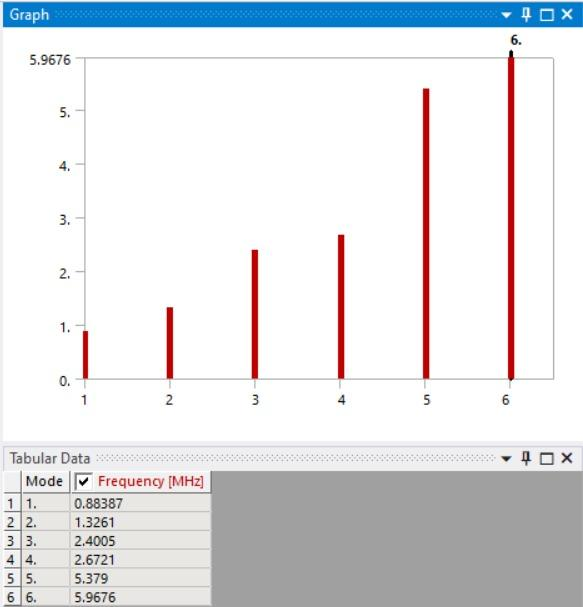 Graph
6.
5.9676
5.
4.
3.
2.
1.
0.
1 2 3 4 5 6
Tabular Data
Mode Frequency [MHz]
1 1. 0.88387
2 2. 1.3261
3 3. 2.4005
4 4. 2.6721
5 5. 5.379
6 6. 5.9676